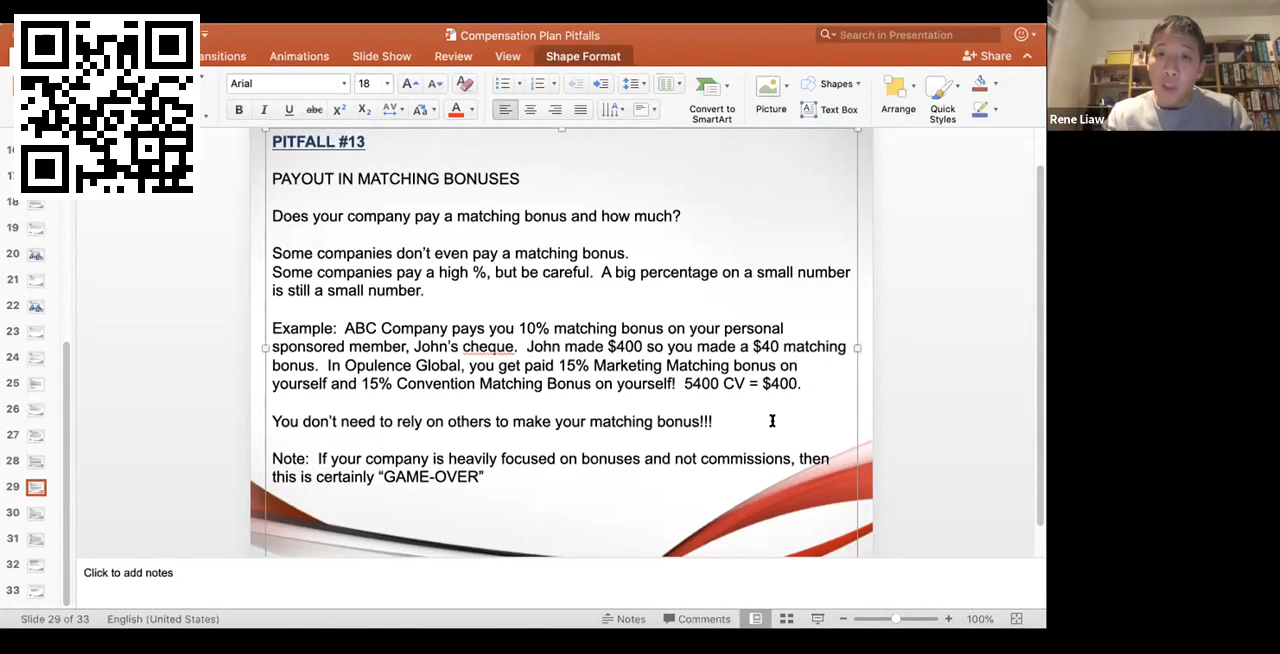 Compensation Plan Pitfalls
Search in Presentation
Transitions
Animations
Slide Show
Review
View
Shape Format
Share
Arial
18
Convert to
SmartArt
Picture
Shapes
Text Box
Arrange
Quick
Styles
Rene Liaw
PITFALL #13
PAYOUT IN MATCHING BONUSES
Does your company pay a matching bonus and how much?
Some companies don’t even pay a matching bonus.
Some companies pay a high %, but be careful.  A big percentage on a small number
is still a small number.
Example:  ABC Company pays you 10% matching bonus on your personal
sponsored member, John’s cheque.  John made $400 so you made a $40 matching
bonus.  In Opulence Global, you get paid 15% Marketing Matching bonus on
yourself and 15% Convention Matching Bonus on yourself!  5400 CV = $400.
You don’t need to rely on others to make your matching bonus!!!
Note:  If your company is heavily focused on bonuses and not commissions, then
this is certainly “GAME-OVER”
18
19
20
21
22
23
24
25
26
27
28
29
30
31
32
33
Click to add notes
Slide 29 of 33
English (United States)
Notes
Comments
100%